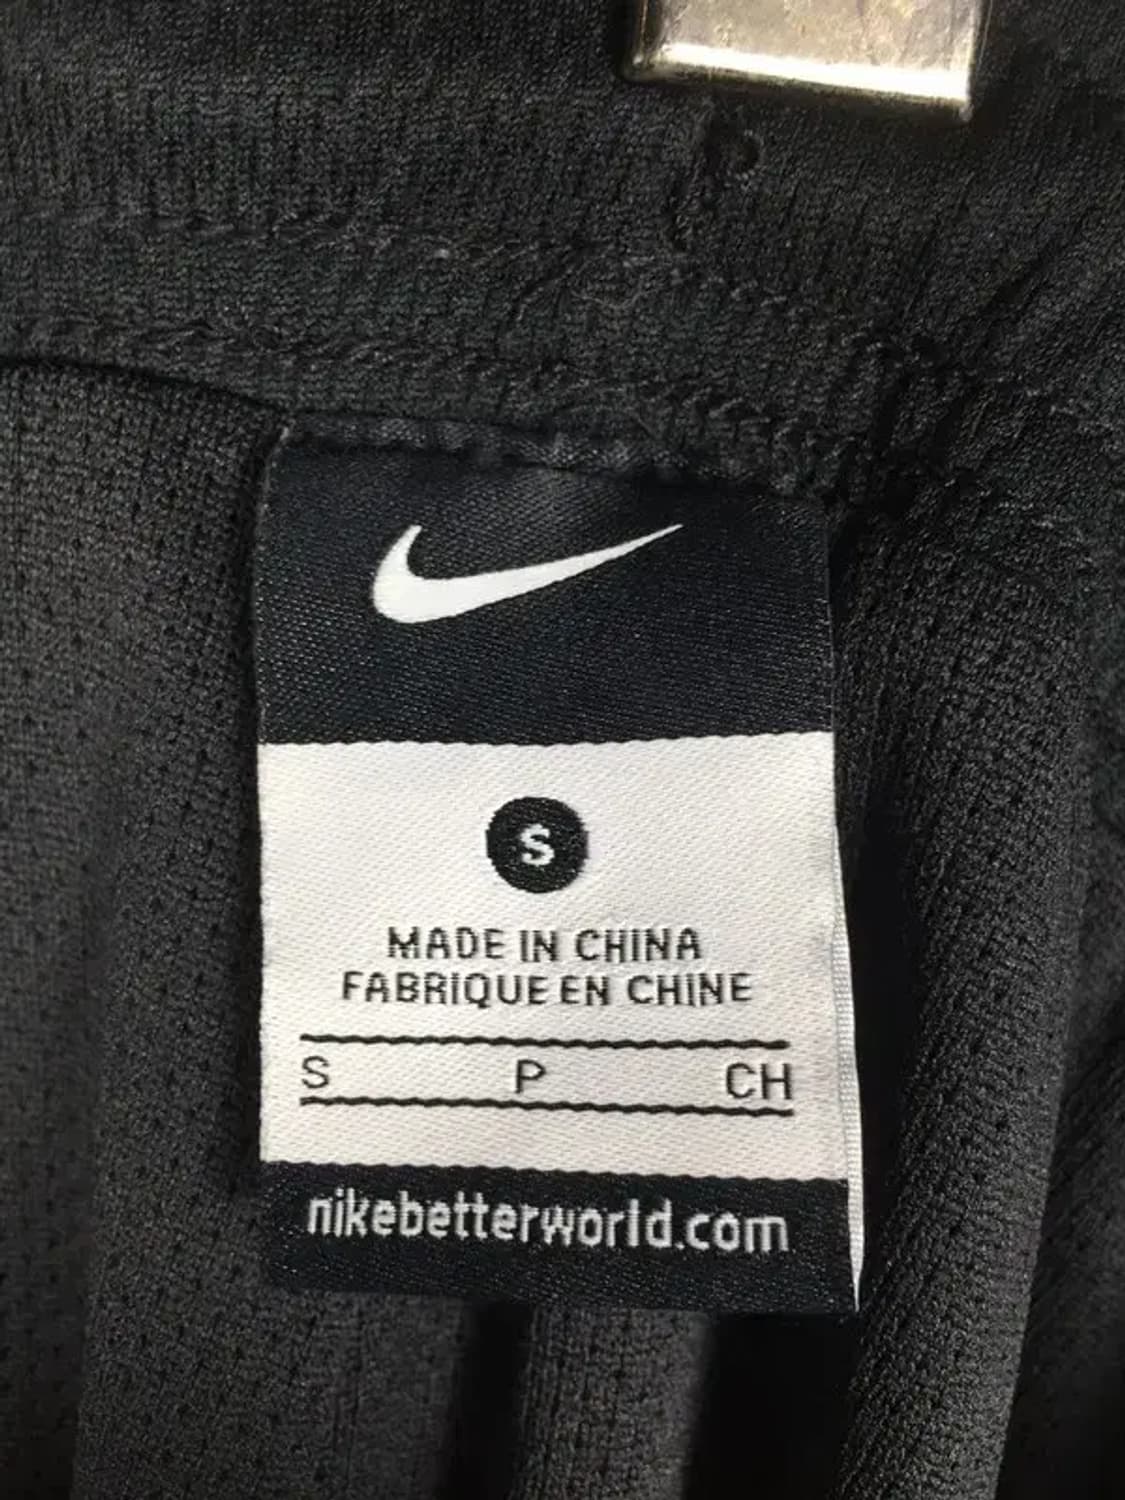 S
MADE IN CHINA
FABRIQUE EN CHINE
S P CH
nikebetterworld.com